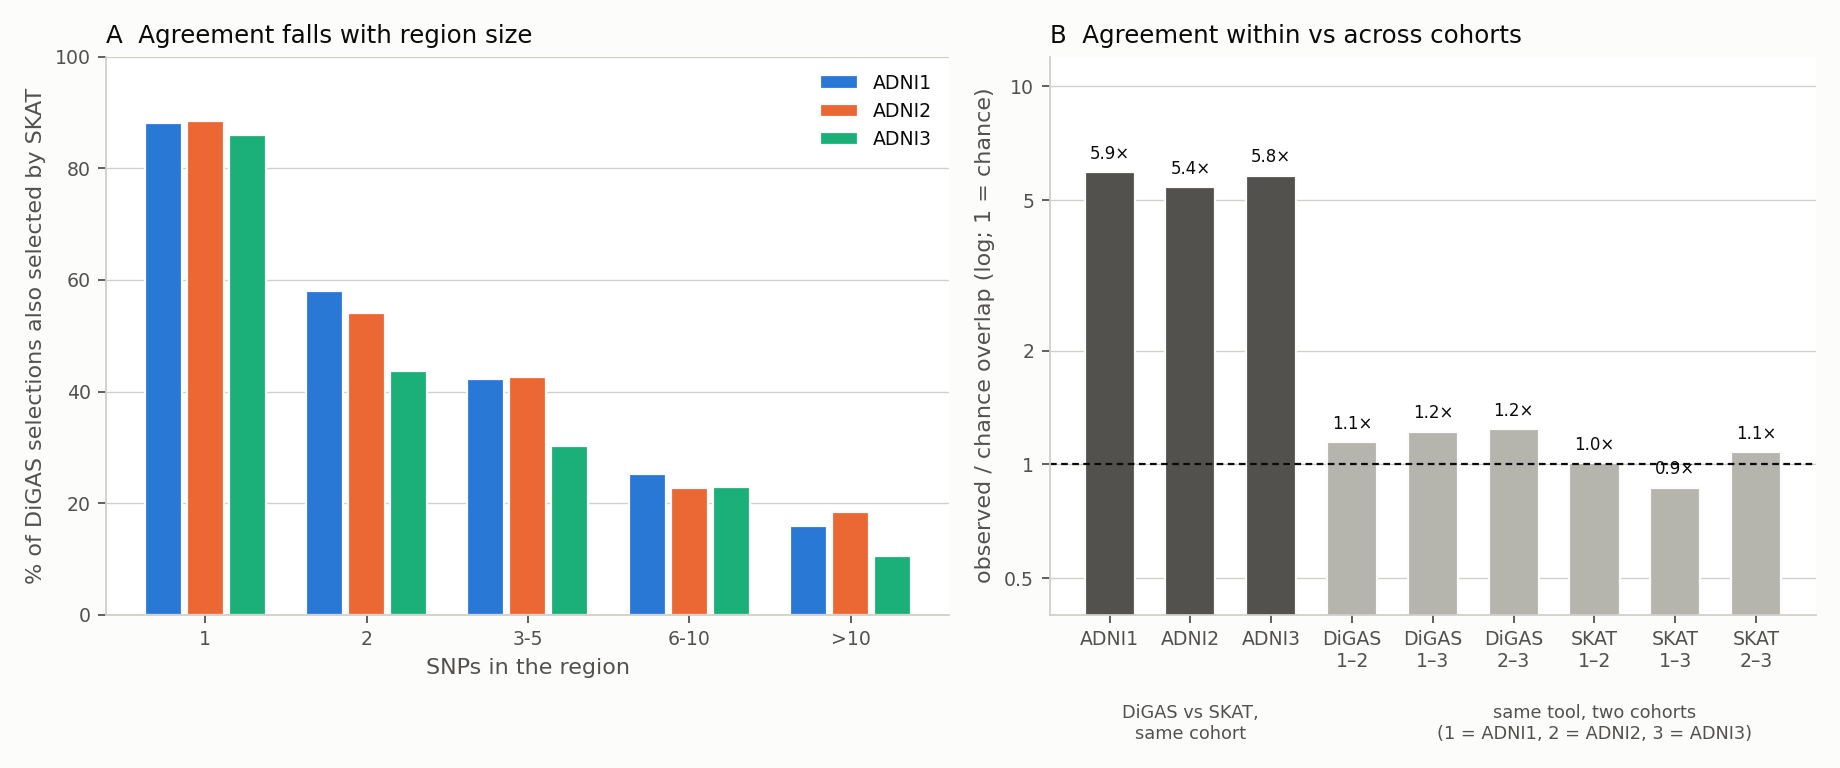 A  Agreement falls with region size
% of DiGAS selections also selected by SKAT
100
80
60
40
20
0
ADNI1
ADNI2
ADNI3
1
2
3-5
6-10
>10
SNPs in the region
B  Agreement within vs across cohorts
observed / chance overlap (log; 1 = chance)
10
5
2
1
0.5
5.9×
5.4×
5.8×
1.1×
1.2×
1.2×
1.0×
0.9×
1.1×
ADNI1
ADNI2
ADNI3
DiGAS
1–2
DiGAS
1–3
DiGAS
2–3
SKAT
1–2
SKAT
1–3
SKAT
2–3
DiGAS vs SKAT,
same cohort
same tool, two cohorts
(1 = ADNI1, 2 = ADNI2, 3 = ADNI3)